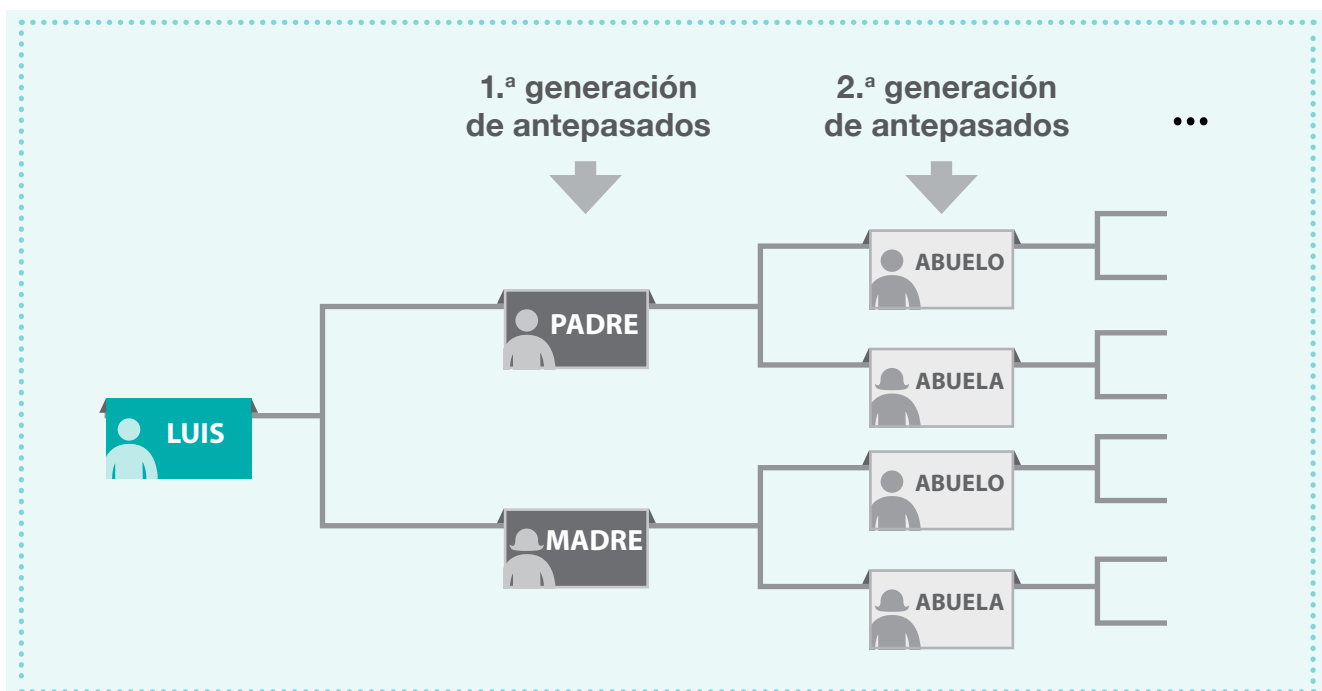 1.ª generación
de antepasados
2.ª generación
de antepasados
...
ABUELO
PADRE
ABUELA
LUIS
ABUELO
MADRE
ABUELA